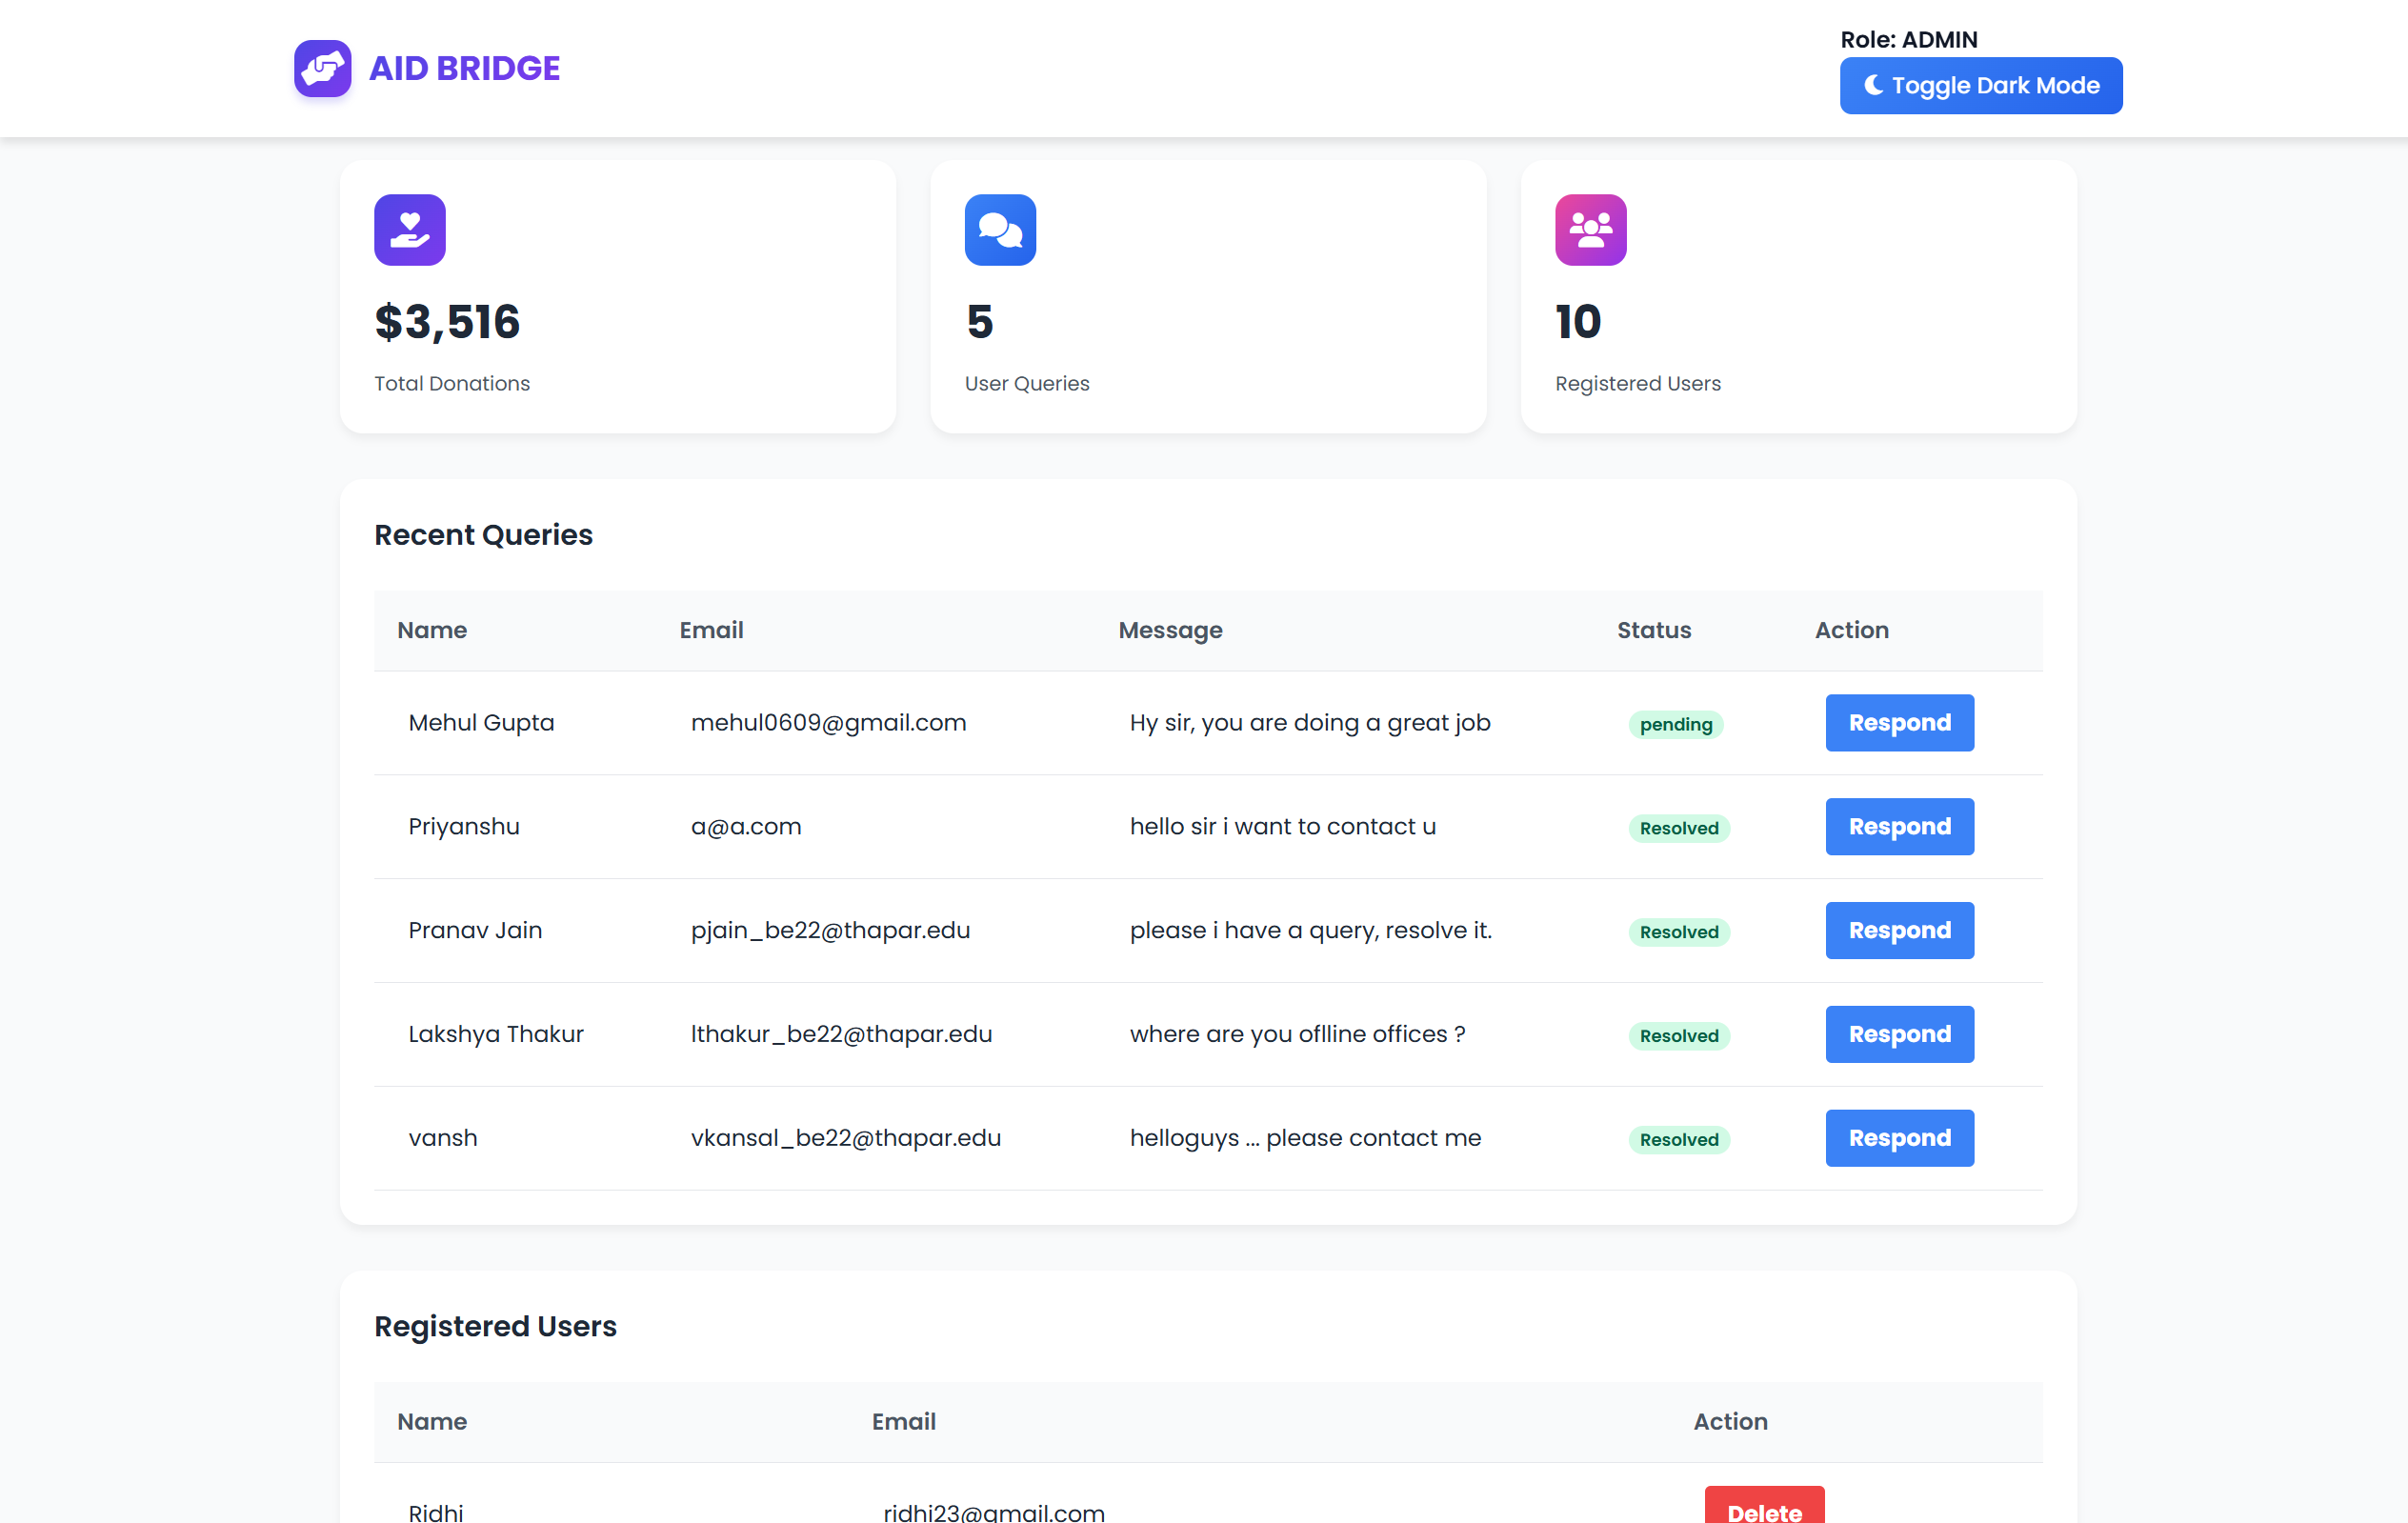 AID BRIDGE
Role: ADMIN
Toggle Dark Mode
$3,516
Total Donations
5
User Queries
10
Registered Users
Recent Queries
Name Email Message Status Action
Mehul Gupta mehul0609@gmail.com Hy sir, you are doing a great job pending Respond
Priyanshu a@a.com hello sir i want to contact u Resolved Respond
Pranav Jain pjain_be22@thapar.edu please i have a query, resolve it. Resolved Respond
Lakshya Thakur lthakur_be22@thapar.edu where are you oflline offices ? Resolved Respond
vansh vkansal_be22@thapar.edu helloguys ... please contact me Resolved Respond
Registered Users
Name Email Action
Ridhi ridhi23@gmail.com Delete